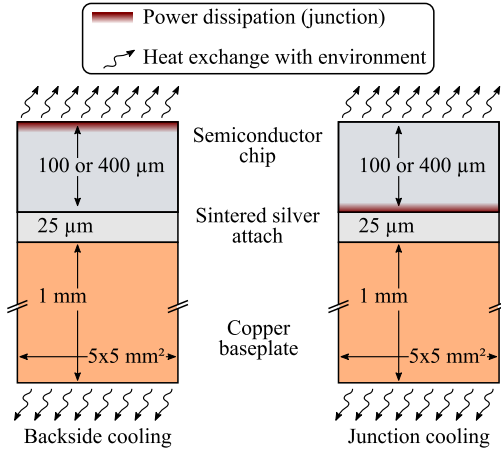 Power dissipation (junction)
Heat exchange with environment
Semiconductor
chip
100 or 400 µm
100 or 400 µm
Sintered silver
attach
25 µm
25 µm
1 mm
1 mm
Copper
baseplate
5x5 mm²
5x5 mm²
Backside cooling
Junction cooling